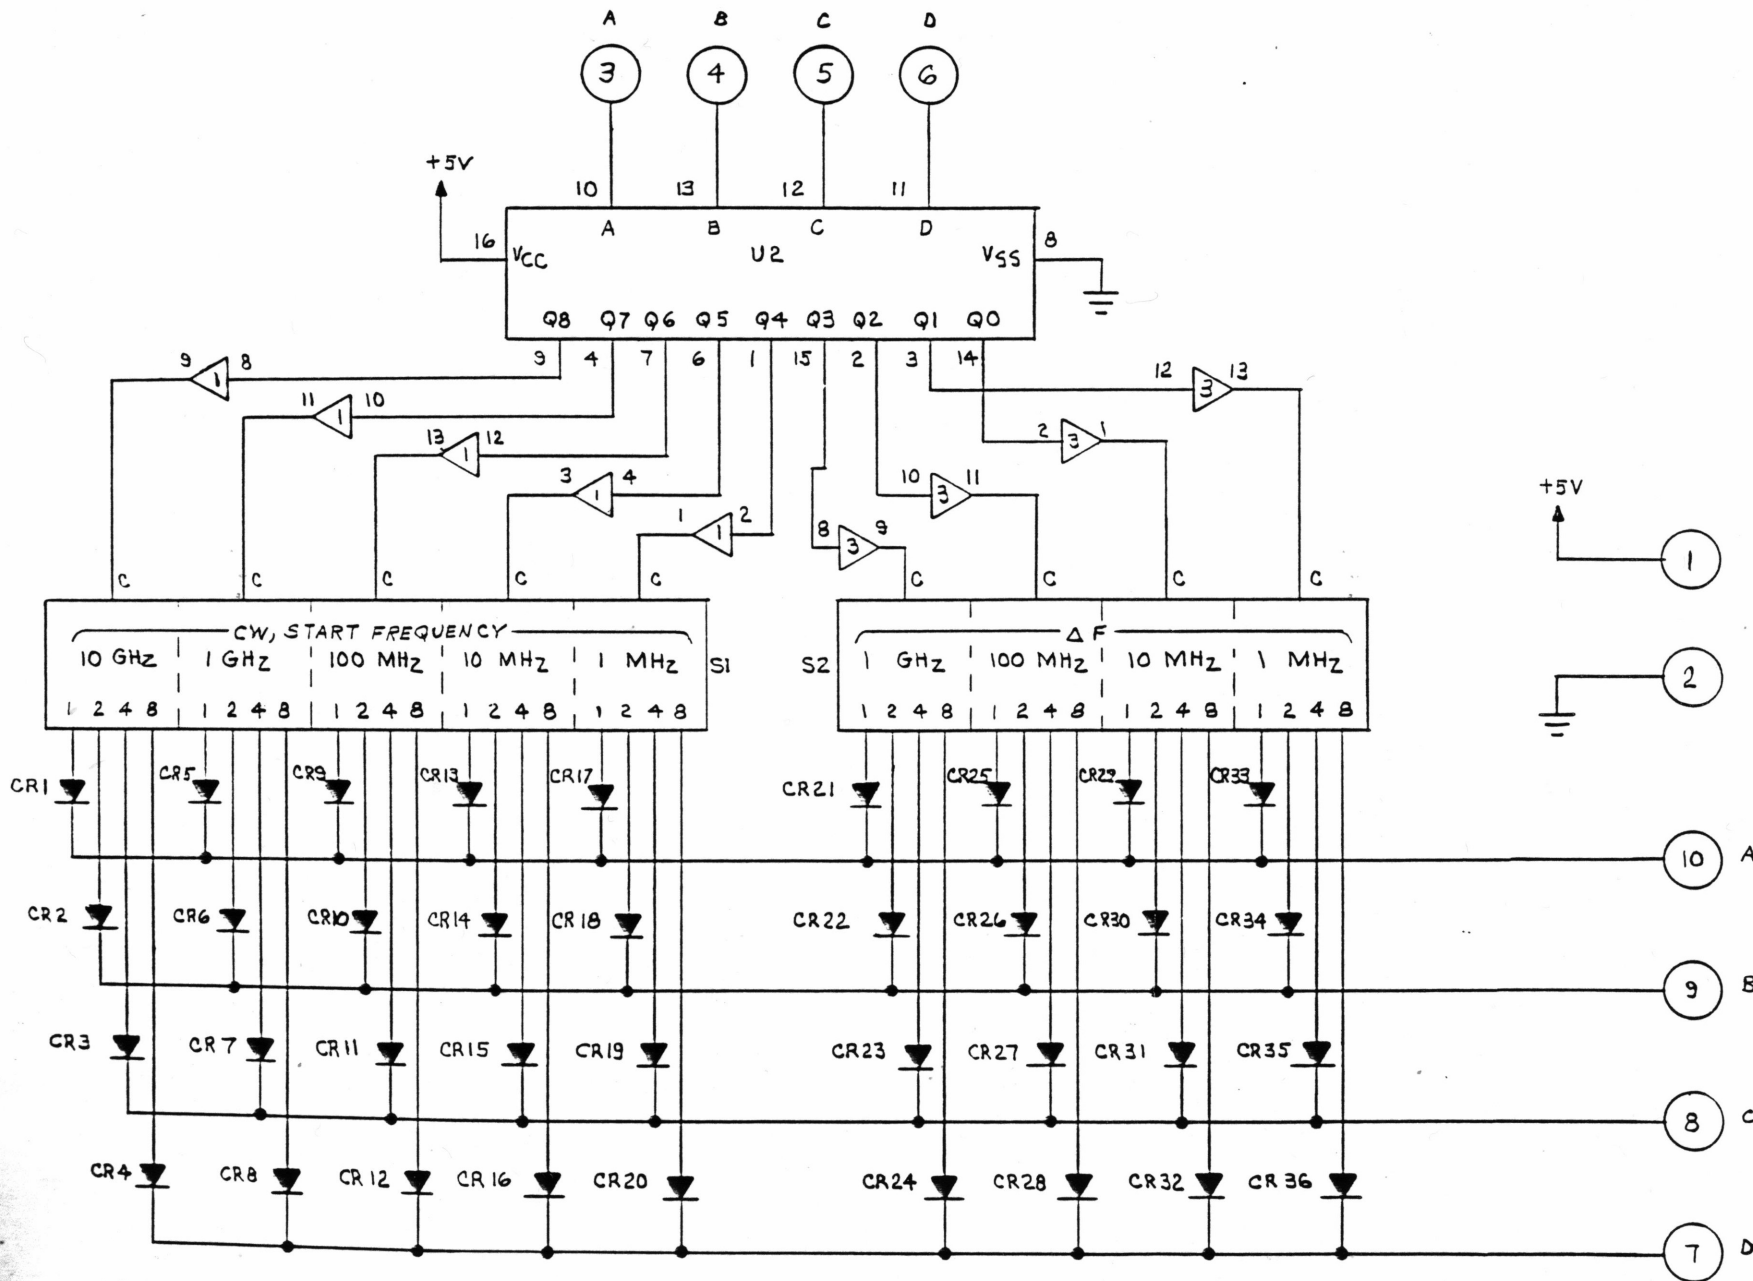 A B C D
3 4 5 6
+5V
10 13 12 11
A B C D
16 VCC U2 VSS 8
Q8 Q7 Q6 Q5 Q4 Q3 Q2 Q1 Q0
9 4 7 6 1 15 2 3 14
9 1 8
12 3 13
11 1 10
2 3 1
13 1 12
3 1 4
10 3 11
1 1 2
8 3 9
+5V
1
C C C C C C C C C
CW, START FREQUENCY
10 GHz 1 GHz 100 MHz 10 MHz 1 MHz S1
ΔF
S2 1 GHz 100 MHz 10 MHz 1 MHz
2
1 2 4 8 1 2 4 8 1 2 4 8 1 2 4 8 1 2 4 8
1 2 4 8 1 2 4 8 1 2 4 8 1 2 4 8
CR1 CR5 CR9 CR13 CR17 CR21 CR25 CR33
10 A
CR2 CR6 CR10 CR14 CR18 CR22 CR26 CR30 CR34
9 B
CR3 CR7 CR11 CR15 CR19 CR23 CR27 CR31 CR35
8 C
CR4 CR8 CR12 CR16 CR20 CR24 CR28 CR32 CR36
7 D